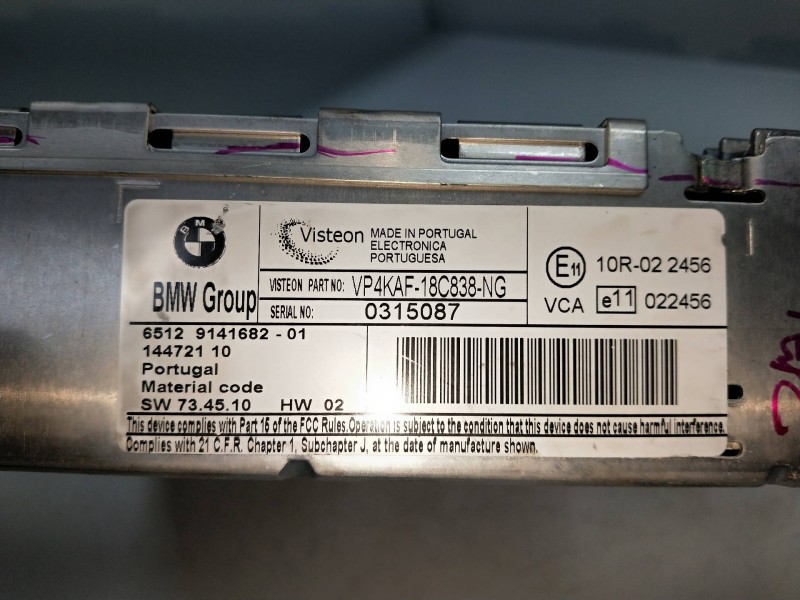 BMW
BMW Group
Visteon
MADE IN PORTUGAL
ELECTRONICA
PORTUGUESA
VISTEON PART NO: VP4KAF-18C838-NG
SERIAL NO: 0315087
E11 10R-02 2456
VCA e11 022456
6512 9141682 - 01
144721 10
Portugal
Material code
SW 73.45.10 HW 02
This device complies with Part 15 of the FCC Rules.Operation is subject to the condition that this device does not cause harmful interference.
Complies with 21 C.F.R. Chapter 1, Subchapter J, at the date of manufacture shown.